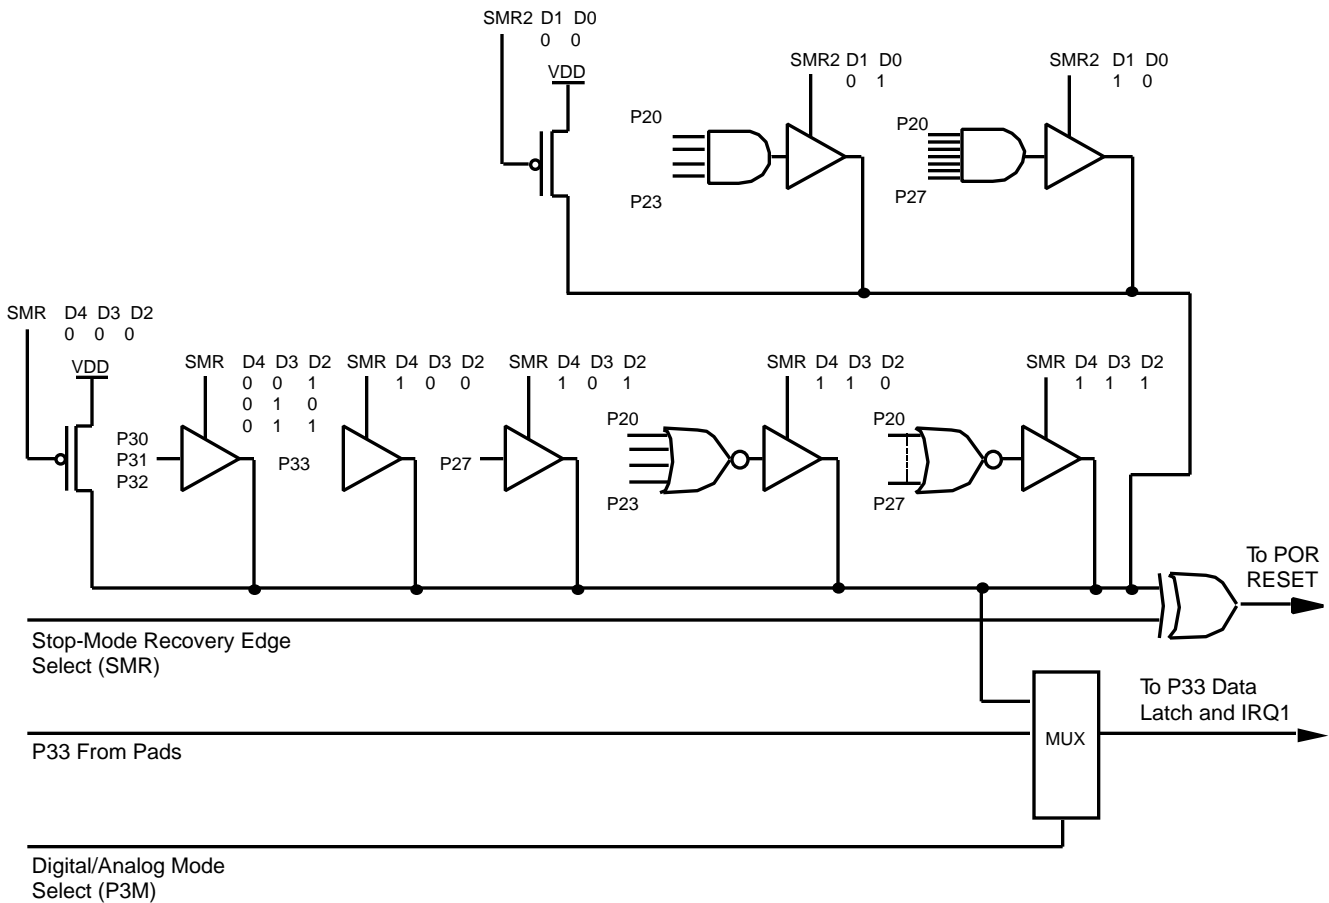 SMR2 D1 D0
0 0
VDD
SMR2 D1 D0
0 1
SMR2 D1 D0
1 0
P20
P23
P20
P27
SMR D4 D3 D2
0 0 0
VDD
SMR D4 D3 D2
0 0 1
0 1 0
0 1 1
SMR D4 D3 D2
1 0 0
SMR D4 D3 D2
1 0 1
SMR D4 D3 D2
1 1 0
SMR D4 D3 D2
1 1 1
P30
P31
P32
P33
P27
P20
P23
P20
P27
To POR
RESET
Stop-Mode Recovery Edge
Select (SMR)
To P33 Data
Latch and IRQ1
MUX
P33 From Pads
Digital/Analog Mode
Select (P3M)